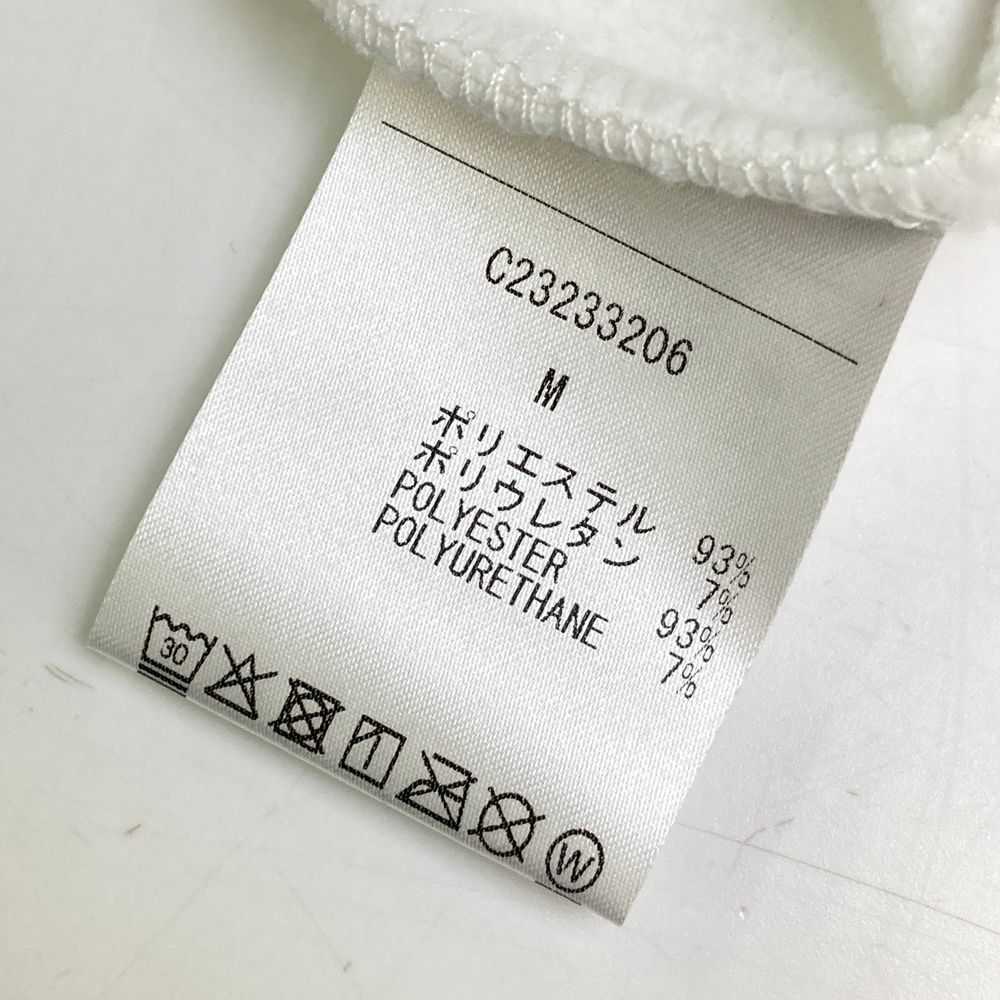 C23233206
M
ポリエステル 93%
ポリウレタン 7%
POLYESTER 93%
POLYURETHANE 7%
30
W